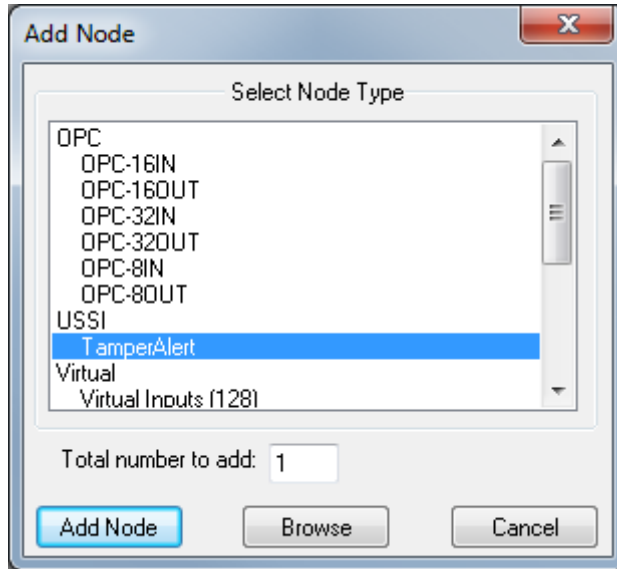 Add Node
Select Node Type
OPC
OPC-16IN
OPC-16OUT
OPC-32IN
OPC-32OUT
OPC-8IN
OPC-8OUT
USSI
TamperAlert
Virtual
Virtual Inputs (128)
Total number to add: 1
Add Node Browse Cancel